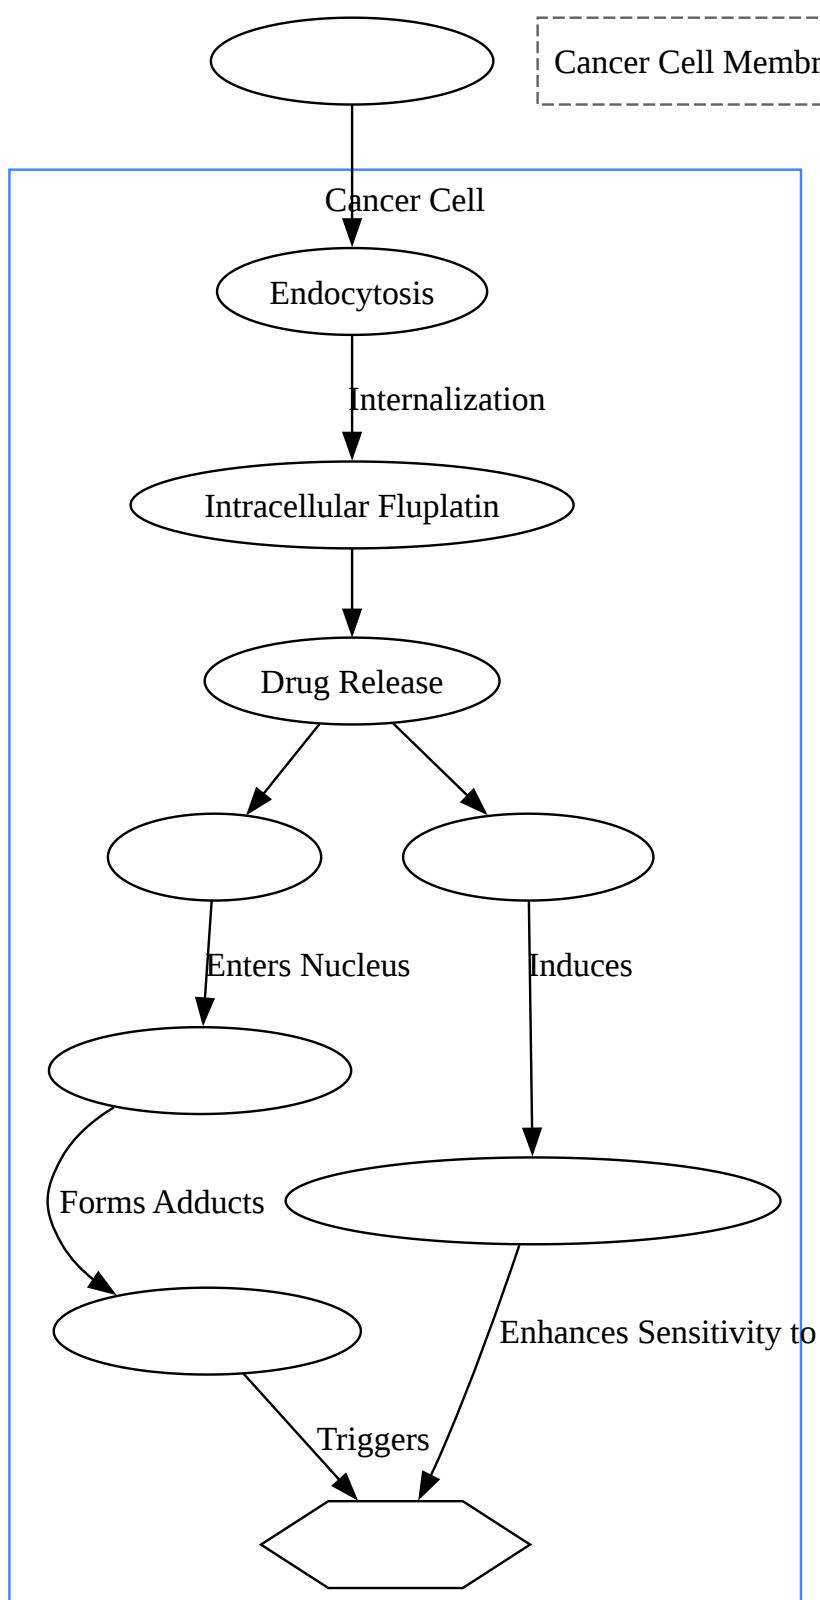 Cancer Cell Membr
Cancer Cell
Endocytosis
Internalization
Intracellular Fluplatin
Drug Release
Enters Nucleus
Induces
Forms Adducts
Enhances Sensitivity to
Triggers